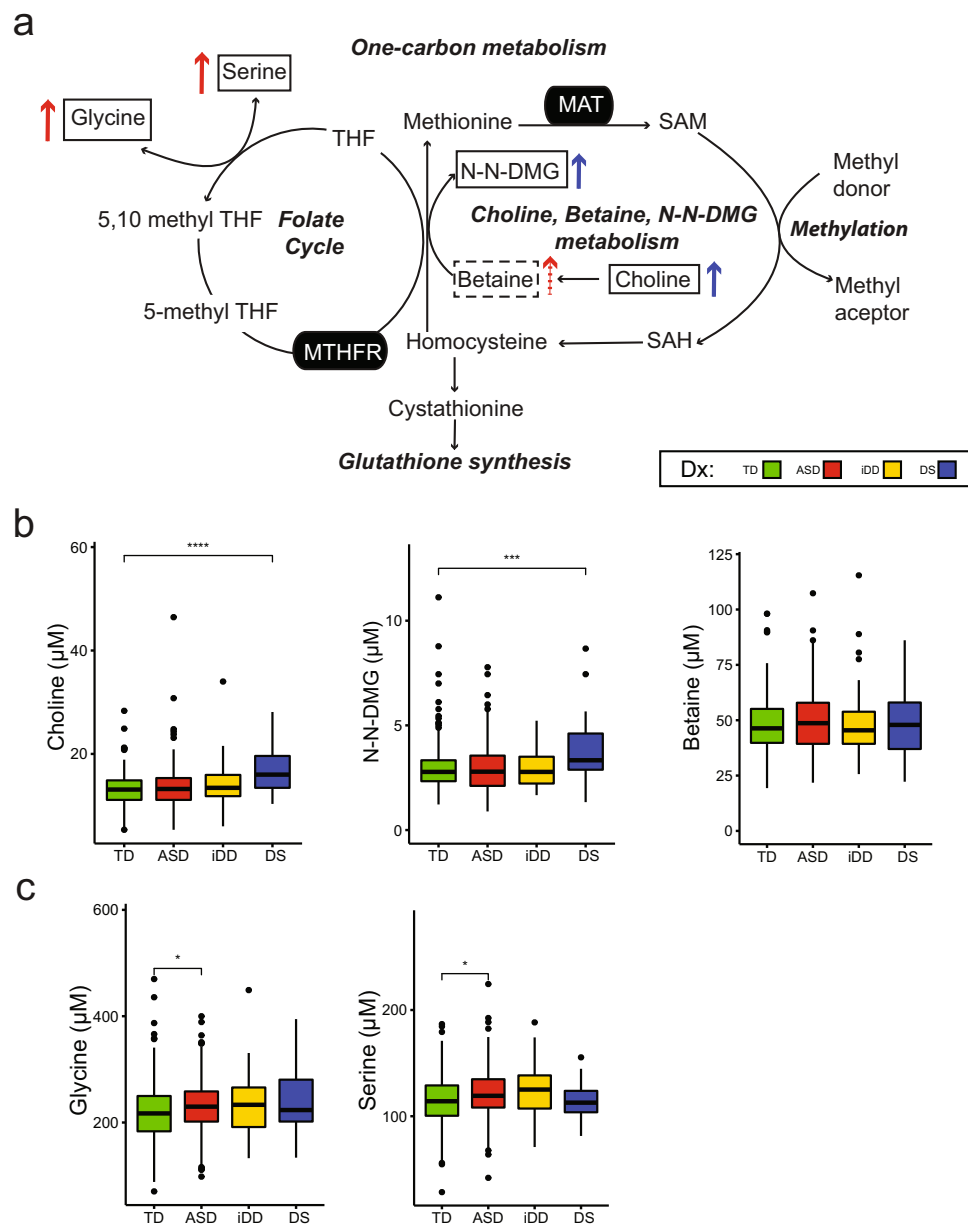 a
One-carbon metabolism
Serine
Glycine
THF
Methionine
MAT
SAM
N-N-DMG
Methyl
donor
5,10 methyl THF
Folate
Cycle
Choline, Betaine, N-N-DMG
metabolism
Methylation
Betaine
Choline
Methyl
aceptor
5-methyl THF
MTHFR
Homocysteine
SAH
Cystathionine
Glutathione synthesis
Dx: TD ASD iDD DS
b
Choline (μM)
60
40
20
****
TD ASD iDD DS
N-N-DMG (μM)
10
5
0
***
TD ASD iDD DS
Betaine (μM)
125
100
75
50
25
0
TD ASD iDD DS
c
Glycine (μM)
600
400
200
*
TD ASD iDD DS
Serine (μM)
200
100
*
TD ASD iDD DS